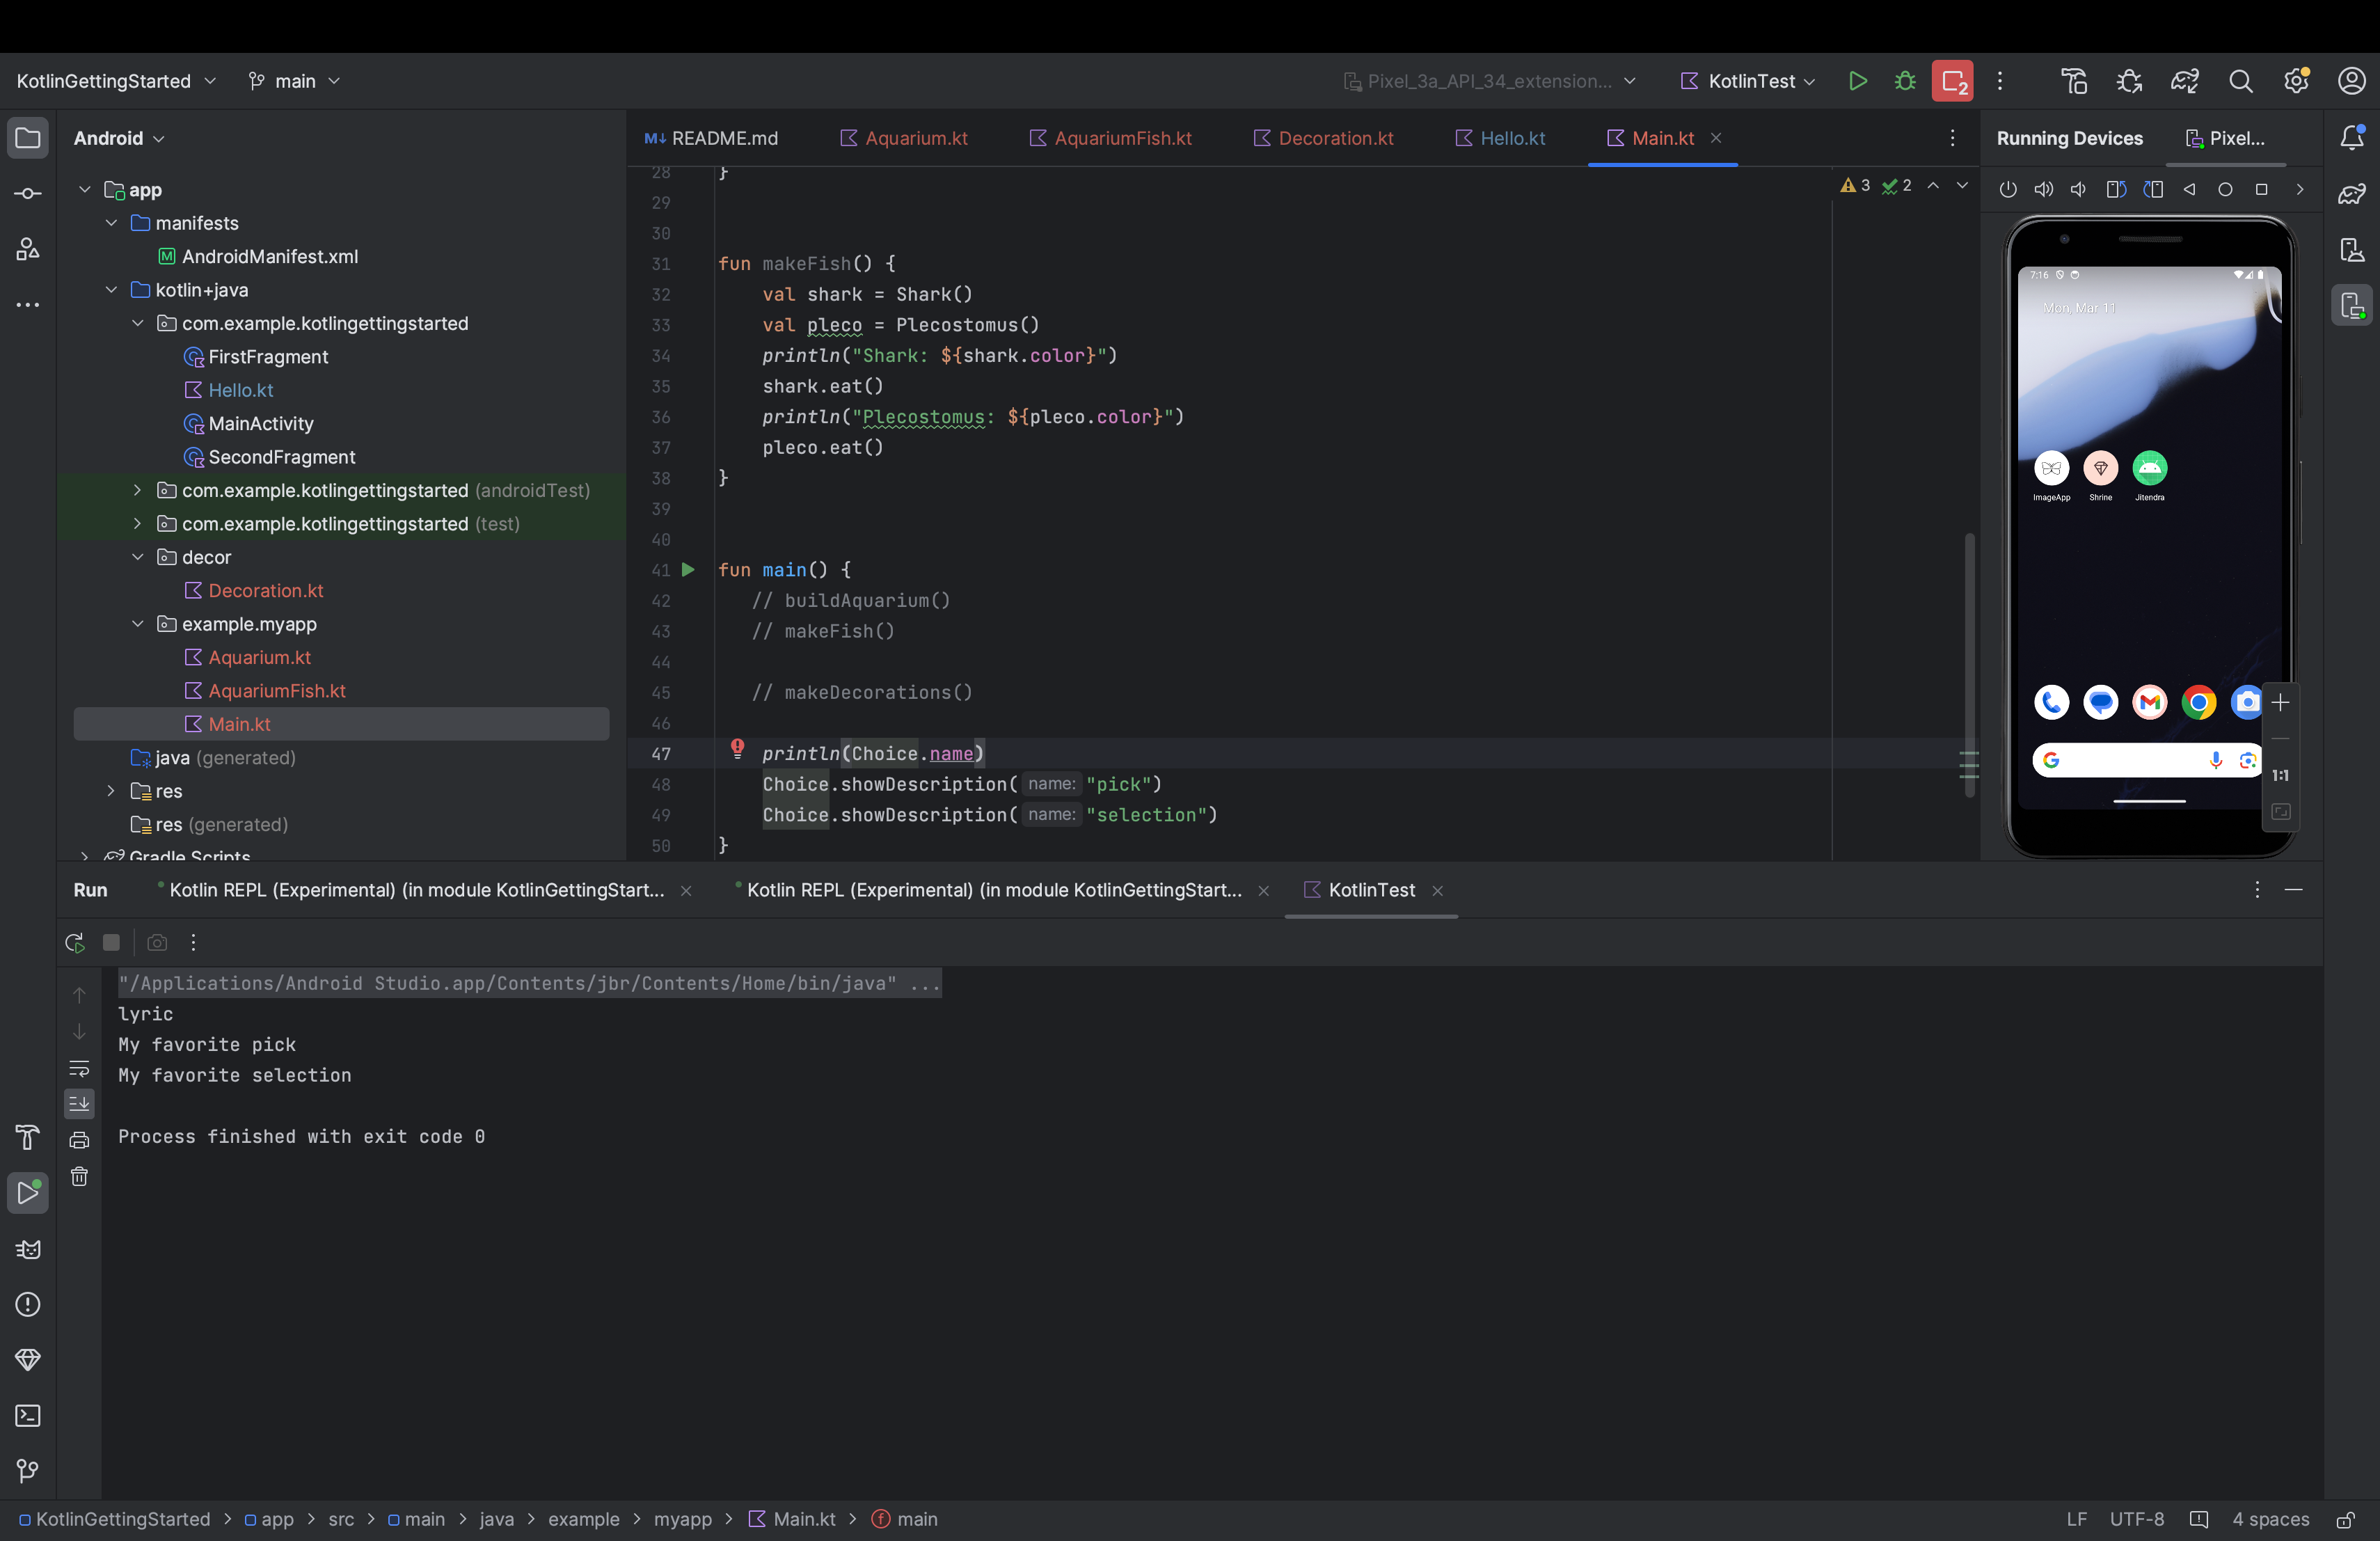 KotlinGettingStarted main Pixel_3a_API_34_extension... KotlinTest 2
Android
app
manifests
M AndroidManifest.xml
kotlin+java
com.example.kotlingettingstarted
FirstFragment
Hello.kt
MainActivity
SecondFragment
com.example.kotlingettingstarted (androidTest)
com.example.kotlingettingstarted (test)
decor
Decoration.kt
example.myapp
Aquarium.kt
AquariumFish.kt
Main.kt
java (generated)
res
res (generated)
Gradle Scripts
M↓ README.md Aquarium.kt AquariumFish.kt Decoration.kt Hello.kt Main.kt
3 2
28 }
29
30
31 fun makeFish() {
32 val shark = Shark()
33 val pleco = Plecostomus()
34 println("Shark: ${shark.color}")
35 shark.eat()
36 println("Plecostomus: ${pleco.color}")
37 pleco.eat()
38 }
39
40
41 fun main() {
42 // buildAquarium()
43 // makeFish()
44
45 // makeDecorations()
46
47 println(Choice.name)
48 Choice.showDescription( name: "pick")
49 Choice.showDescription( name: "selection")
50 }
Running Devices Pixel...
7:16
Mon, Mar 11
ImageApp Shrine Jitendra
1:1
Run Kotlin REPL (Experimental) (in module KotlinGettingStart... Kotlin REPL (Experimental) (in module KotlinGettingStart... KotlinTest
"/Applications/Android Studio.app/Contents/jbr/Contents/Home/bin/java" ...
lyric
My favorite pick
My favorite selection
Process finished with exit code 0
KotlinGettingStarted > app > src > main > java > example > myapp > Main.kt > f main
LF UTF-8 4 spaces